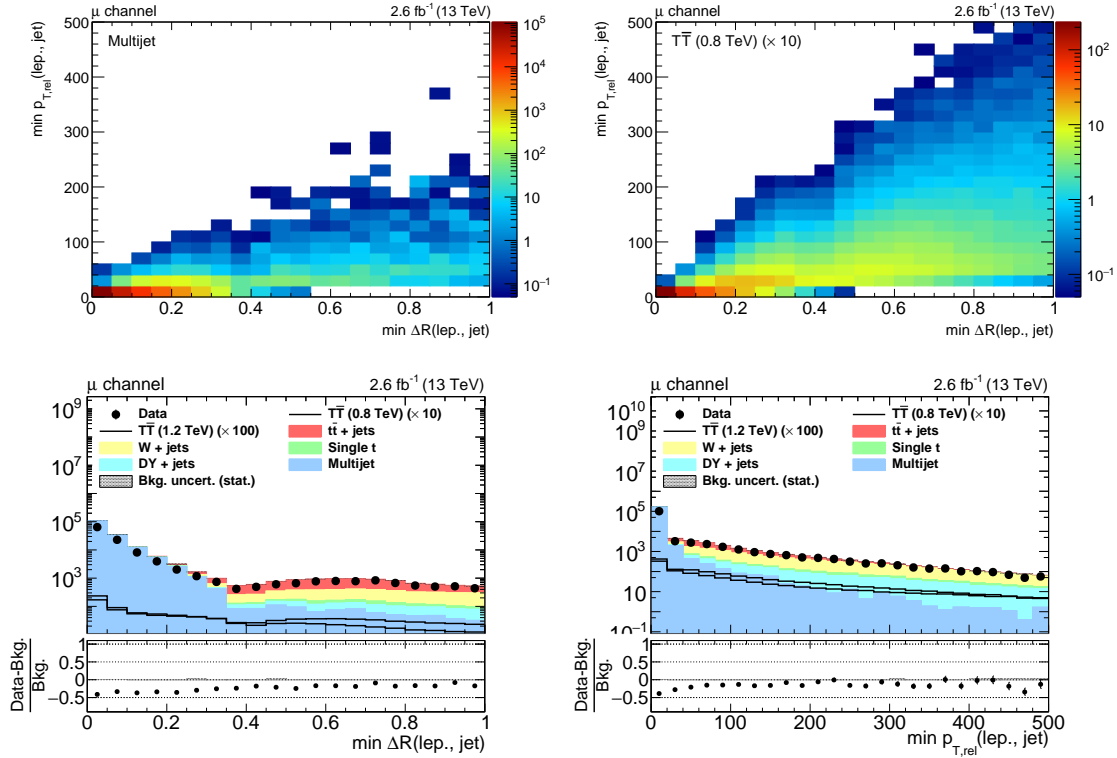 μ channel 2.6 fb⁻¹ (13 TeV)
Multijet
min p_T,rel(lep., jet)
500
400
300
200
100
0
0 0.2 0.4 0.6 0.8 1
min ΔR(lep., jet)
10⁵
10⁴
10³
10²
10
1
10⁻¹
μ channel 2.6 fb⁻¹ (13 TeV)
TT̅ (0.8 TeV) (× 10)
min p_T,rel(lep., jet)
500
400
300
200
100
0
0 0.2 0.4 0.6 0.8 1
min ΔR(lep., jet)
10²
10
1
10⁻¹
μ channel 2.6 fb⁻¹ (13 TeV)
Data TT̅ (0.8 TeV) (× 10)
TT̅ (1.2 TeV) (× 100) tt̅ + jets
W + jets Single t
DY + jets Multijet
Bkg. uncert. (stat.)
10⁹
10⁷
10⁵
10³
10
Data-Bkg.
Bkg.
1
0.5
0
−0.5
0 0.2 0.4 0.6 0.8 1
min ΔR(lep., jet)
μ channel 2.6 fb⁻¹ (13 TeV)
Data TT̅ (0.8 TeV) (× 10)
TT̅ (1.2 TeV) (× 100) tt̅ + jets
W + jets Single t
DY + jets Multijet
Bkg. uncert. (stat.)
10¹⁰
10⁹
10⁷
10⁵
10³
10
10⁻¹
Data-Bkg.
Bkg.
1
0.5
0
−0.5
0 100 200 300 400 500
min p_T,rel(lep., jet)